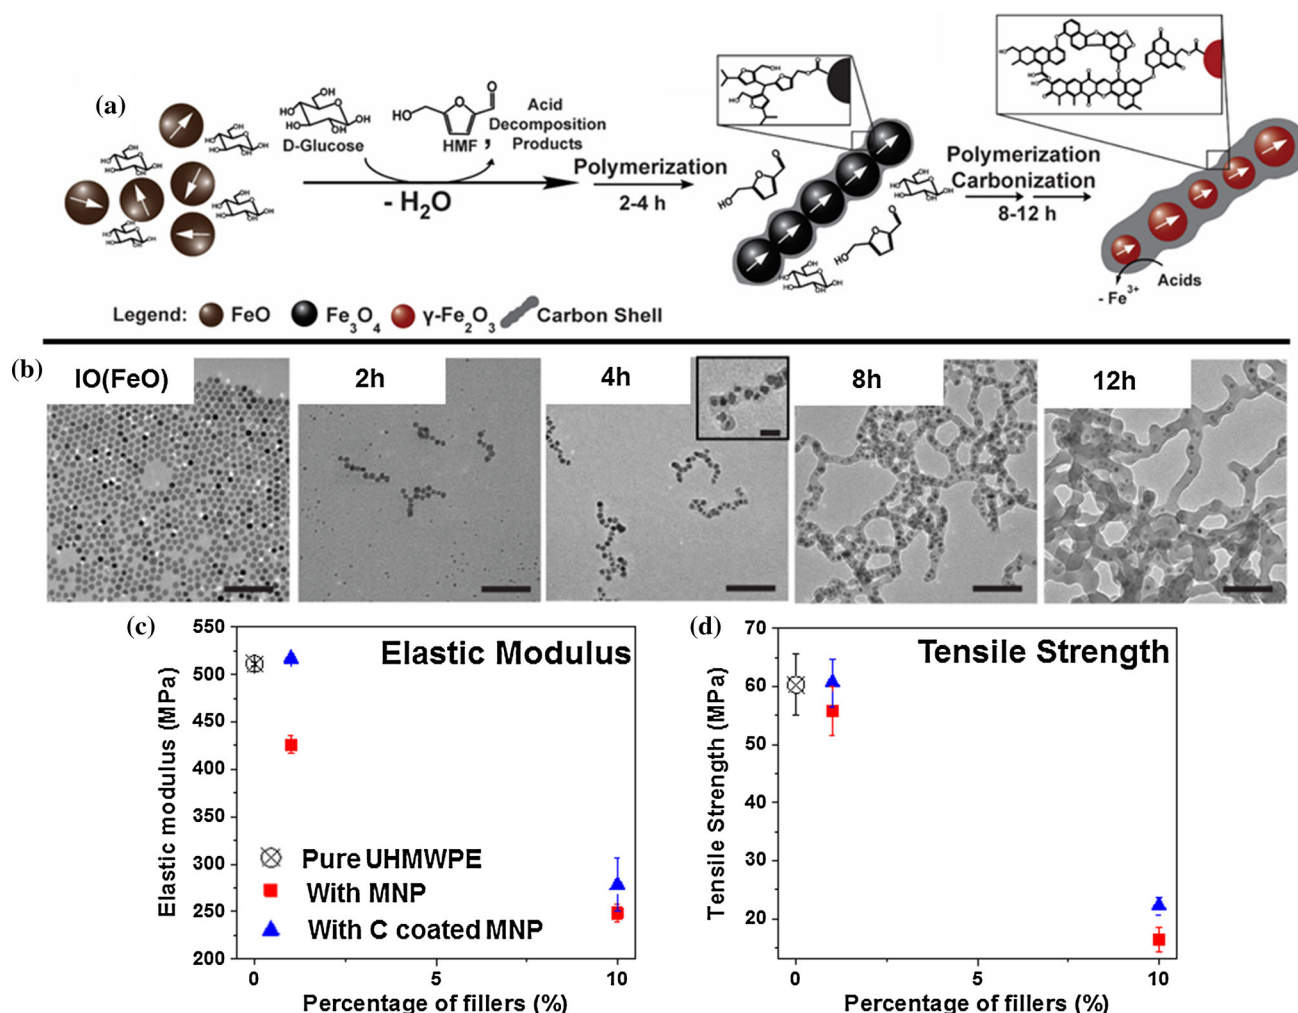 (a)
D-Glucose
HMF,
Acid
Decomposition
Products
- H₂O
Polymerization
2-4 h
Polymerization
Carbonization
8-12 h
- Fe³⁺
Acids
Legend: FeO Fe₃O₄ γ-Fe₂O₃ Carbon Shell
(b)
IO(FeO)
2h
4h
8h
12h
(c)
Elastic Modulus
Elastic modulus (MPa)
550
500
450
400
350
300
250
200
Pure UHMWPE
With MNP
With C coated MNP
0 5 10
Percentage of fillers (%)
(d)
Tensile Strength
Tensile Strength (MPa)
70
60
50
40
30
20
0 5 10
Percentage of fillers (%)